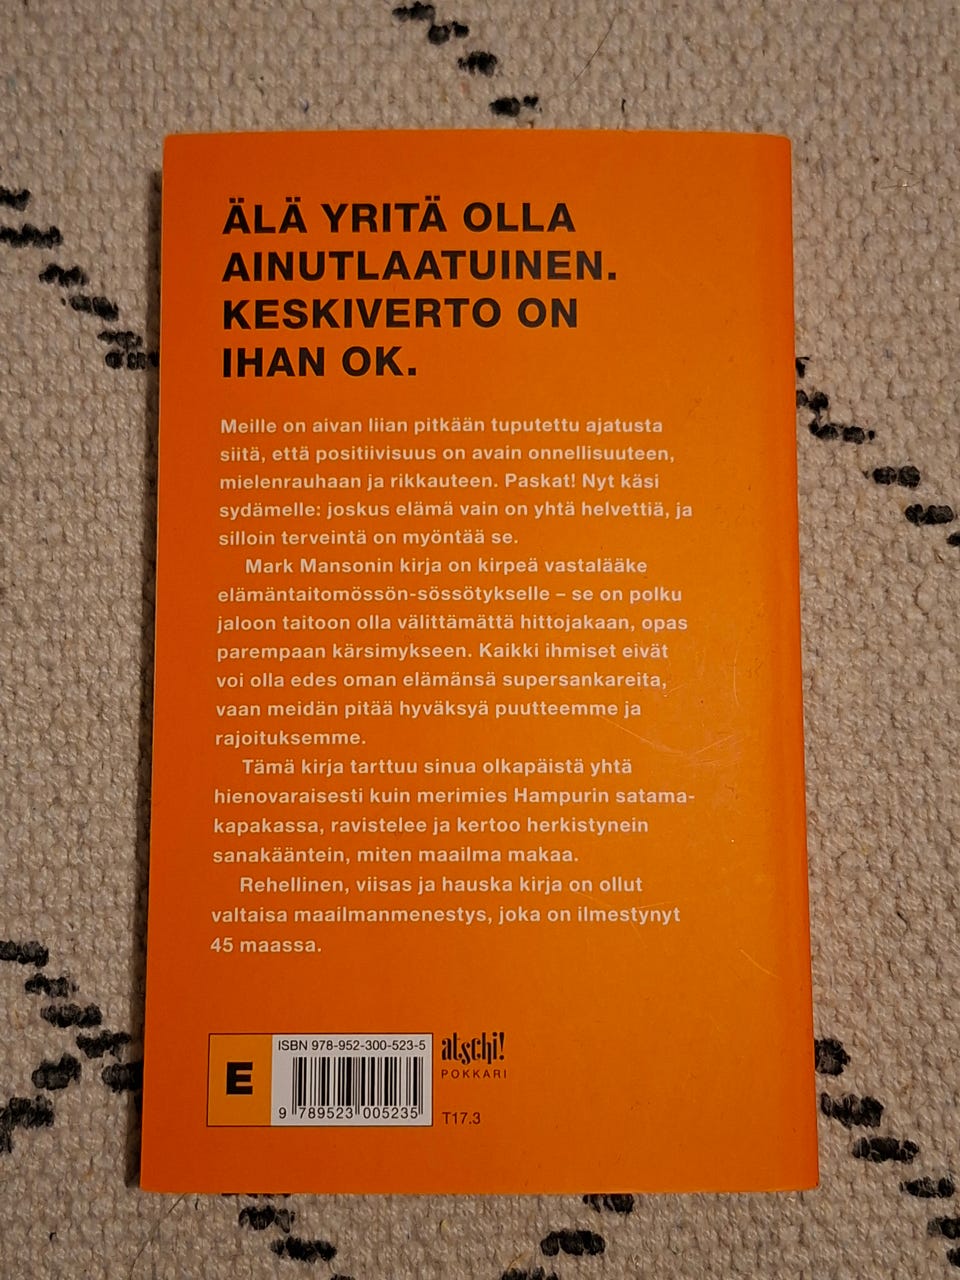 ÄLÄ YRITÄ OLLA
AINUTLAATUINEN.
KESKIVERTO ON
IHAN OK.
Meille on aivan liian pitkään tuputettu ajatusta
siitä, että positiivisuus on avain onnellisuuteen,
mielenrauhaan ja rikkauteen. Paskat! Nyt käsi
sydämelle: joskus elämä vain on yhtä helvettiä, ja
silloin terveintä on myöntää se.
Mark Mansonin kirja on kirpeä vastalääke
elämäntaitomössön-sössötykselle – se on polku
jaloon taitoon olla välittämättä hittojakaan, opas
parempaan kärsimykseen. Kaikki ihmiset eivät
voi olla edes oman elämänsä supersankareita,
vaan meidän pitää hyväksyä puutteemme ja
rajoituksemme.
Tämä kirja tarttuu sinua olkapäistä yhtä
hienovaraisesti kuin merimies Hampurin satama-
kapakassa, ravistelee ja kertoo herkistynein
sanakääntein, miten maailma makaa.
Rehellinen, viisas ja hauska kirja on ollut
valtaisa maailmanmenestys, joka on ilmestynyt
45 maassa.
E
ISBN 978-952-300-523-5
9 789523 005235
atschi!
POKKARI
T17.3